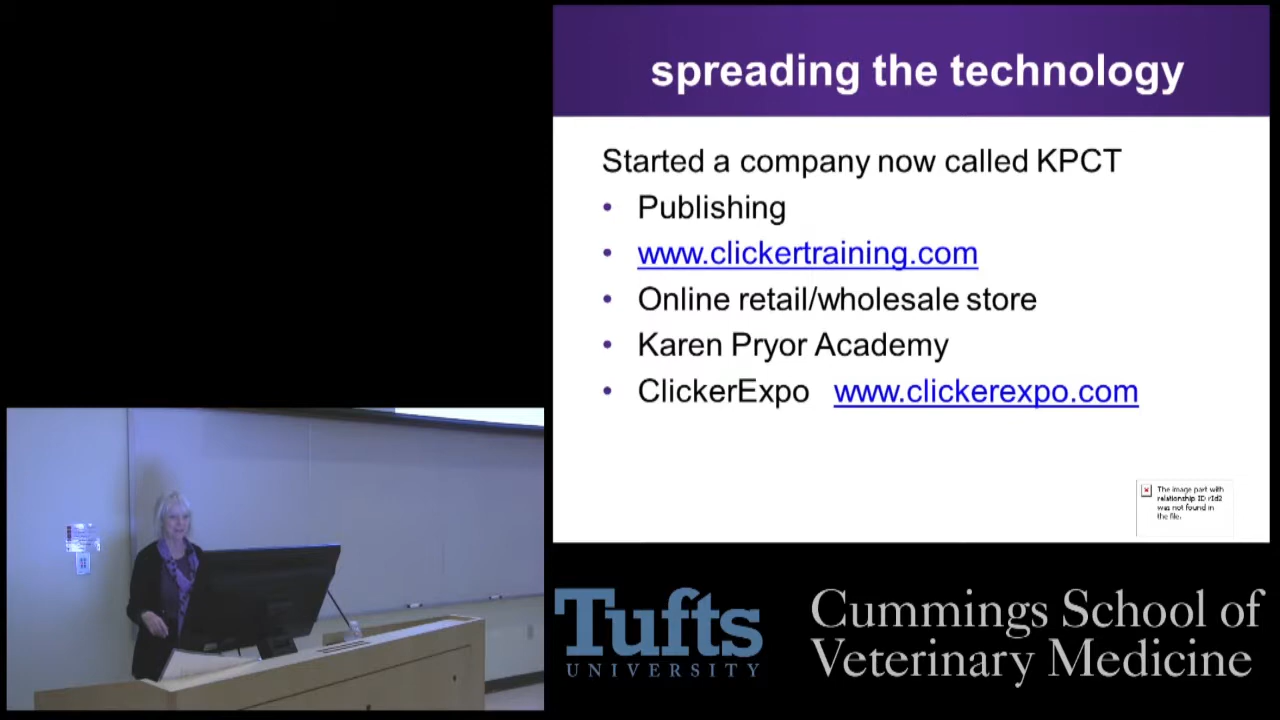 spreading the technology
Started a company now called KPCT
• Publishing
• www.clickertraining.com
• Online retail/wholesale store
• Karen Pryor Academy
• ClickerExpo www.clickerexpo.com
The image part with
relationship ID rId2
was not found in
the file.
Tufts
UNIVERSITY
Cummings School of
Veterinary Medicine